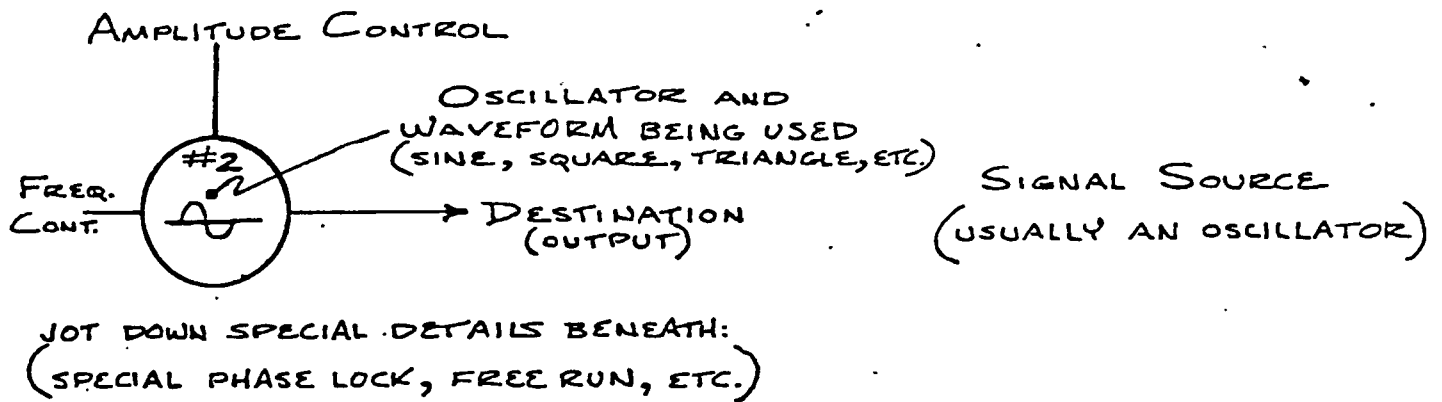 AMPLITUDE CONTROL
OSCILLATOR AND
WAVEFORM BEING USED
(SINE, SQUARE, TRIANGLE, ETC.)
#2
FREQ.
CONT.
DESTINATION
(OUTPUT)
SIGNAL SOURCE
(USUALLY AN OSCILLATOR)
JOT DOWN SPECIAL DETAILS BENEATH:
(SPECIAL PHASE LOCK, FREE RUN, ETC.)